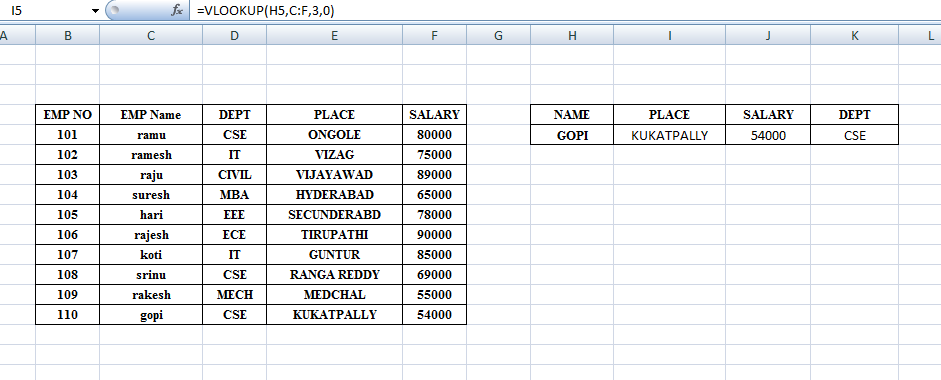 I5 fx =VLOOKUP(H5,C:F,3,0)
A B C D E F G H I J K L
EMP NO EMP Name DEPT PLACE SALARY NAME PLACE SALARY DEPT
101 ramu CSE ONGOLE 80000 GOPI KUKATPALLY 54000 CSE
102 ramesh IT VIZAG 75000
103 raju CIVIL VIJAYAWAD 89000
104 suresh MBA HYDERABAD 65000
105 hari EEE SECUNDERABD 78000
106 rajesh ECE TIRUPATHI 90000
107 koti IT GUNTUR 85000
108 srinu CSE RANGA REDDY 69000
109 rakesh MECH MEDCHAL 55000
110 gopi CSE KUKATPALLY 54000